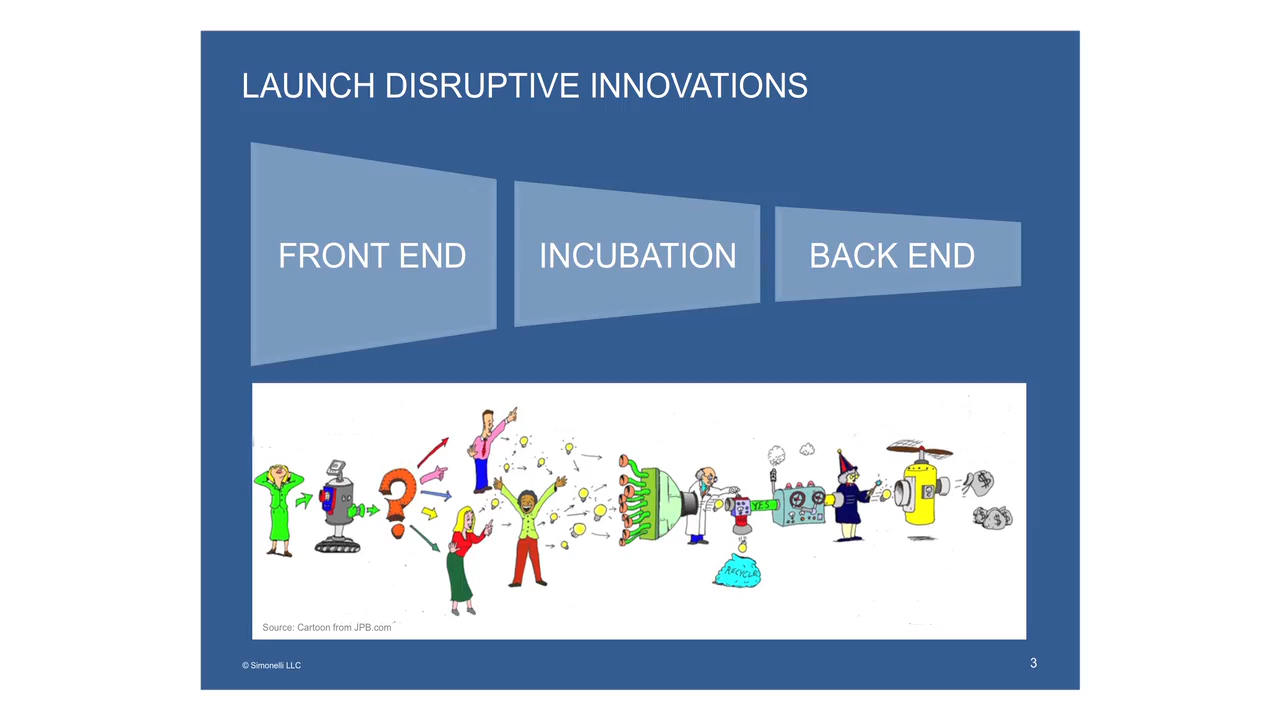 LAUNCH DISRUPTIVE INNOVATIONS
FRONT END
INCUBATION
BACK END
YES
RECYCLE
Source: Cartoon from JPB.com
© Simonelli LLC
3